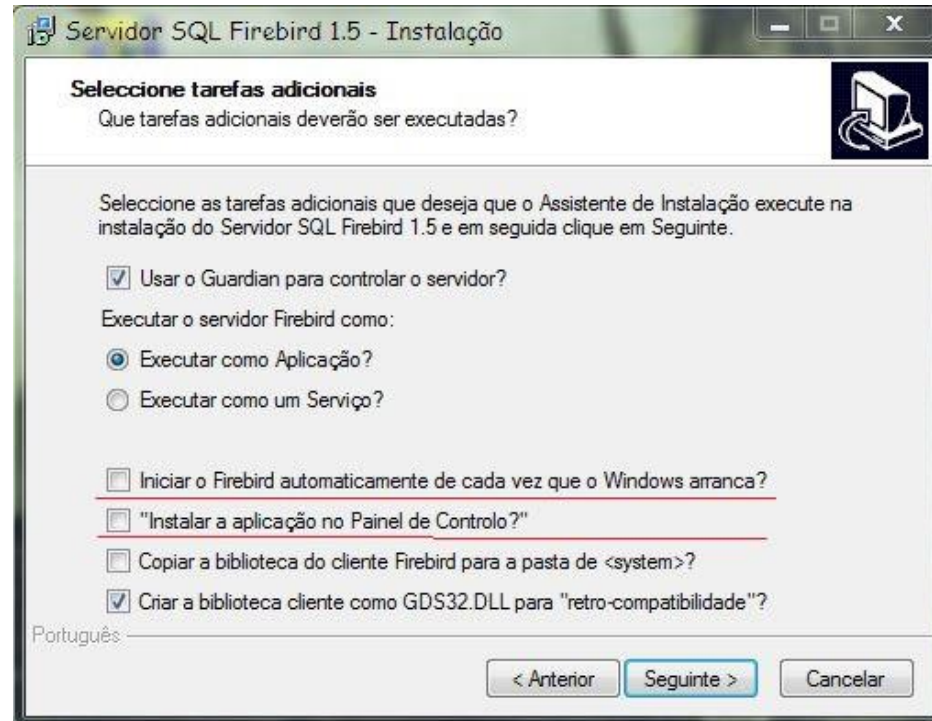 Servidor SQL Firebird 1.5 - Instalação
Seleccione tarefas adicionais
Que tarefas adicionais deverão ser executadas?
Seleccione as tarefas adicionais que deseja que o Assistente de Instalação execute na
instalação do Servidor SQL Firebird 1.5 e em seguida clique em Seguinte.
Usar o Guardian para controlar o servidor?
Executar o servidor Firebird como:
Executar como Aplicação?
Executar como um Serviço?
Iniciar o Firebird automaticamente de cada vez que o Windows arranca?
"Instalar a aplicação no Painel de Controlo?"
Copiar a biblioteca do cliente Firebird para a pasta de <system>?
Criar a biblioteca cliente como GDS32.DLL para "retro-compatibilidade"?
Português
< Anterior Seguinte > Cancelar